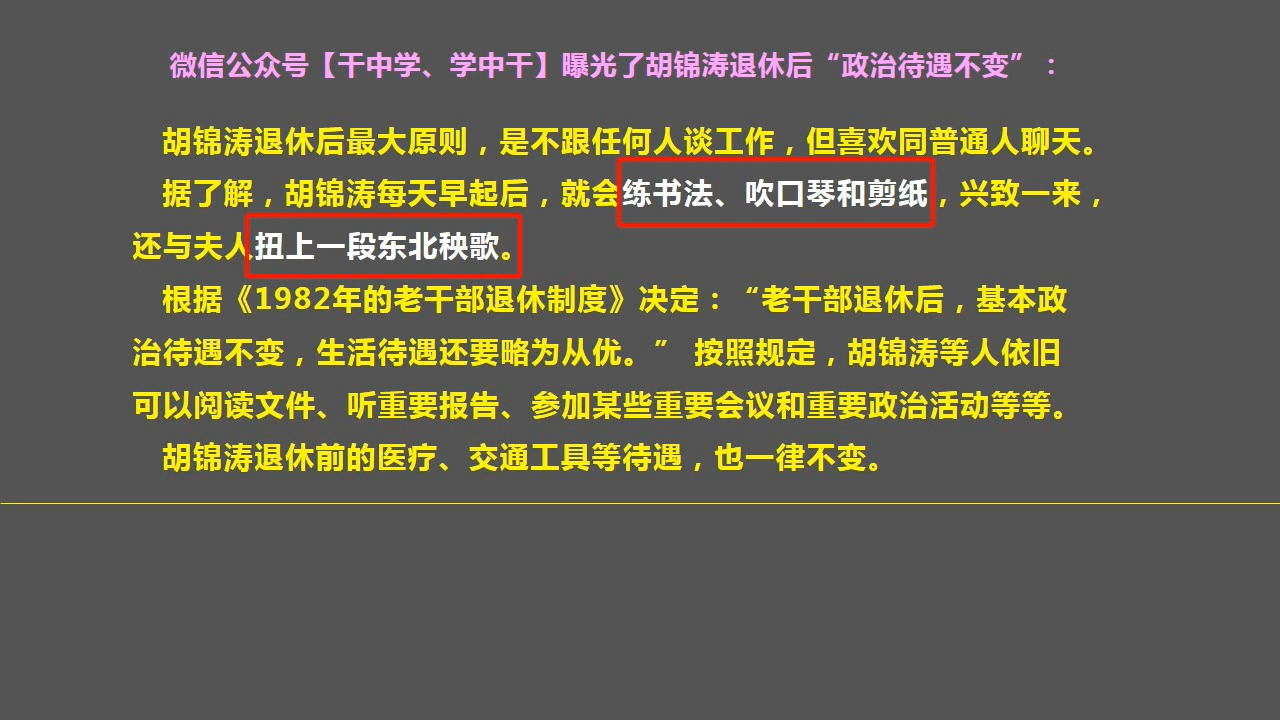 微信公众号【干中学、学中干】曝光了胡锦涛退休后“政治待遇不变”：
胡锦涛退休后最大原则，是不跟任何人谈工作，但喜欢同普通人聊天。
据了解，胡锦涛每天早起后，就会练书法、吹口琴和剪纸，兴致一来，
还与夫人扭上一段东北秧歌。
根据《1982年的老干部退休制度》决定：“老干部退休后，基本政
治待遇不变，生活待遇还要略为从优。” 按照规定，胡锦涛等人依旧
可以阅读文件、听重要报告、参加某些重要会议和重要政治活动等等。
胡锦涛退休前的医疗、交通工具等待遇，也一律不变。